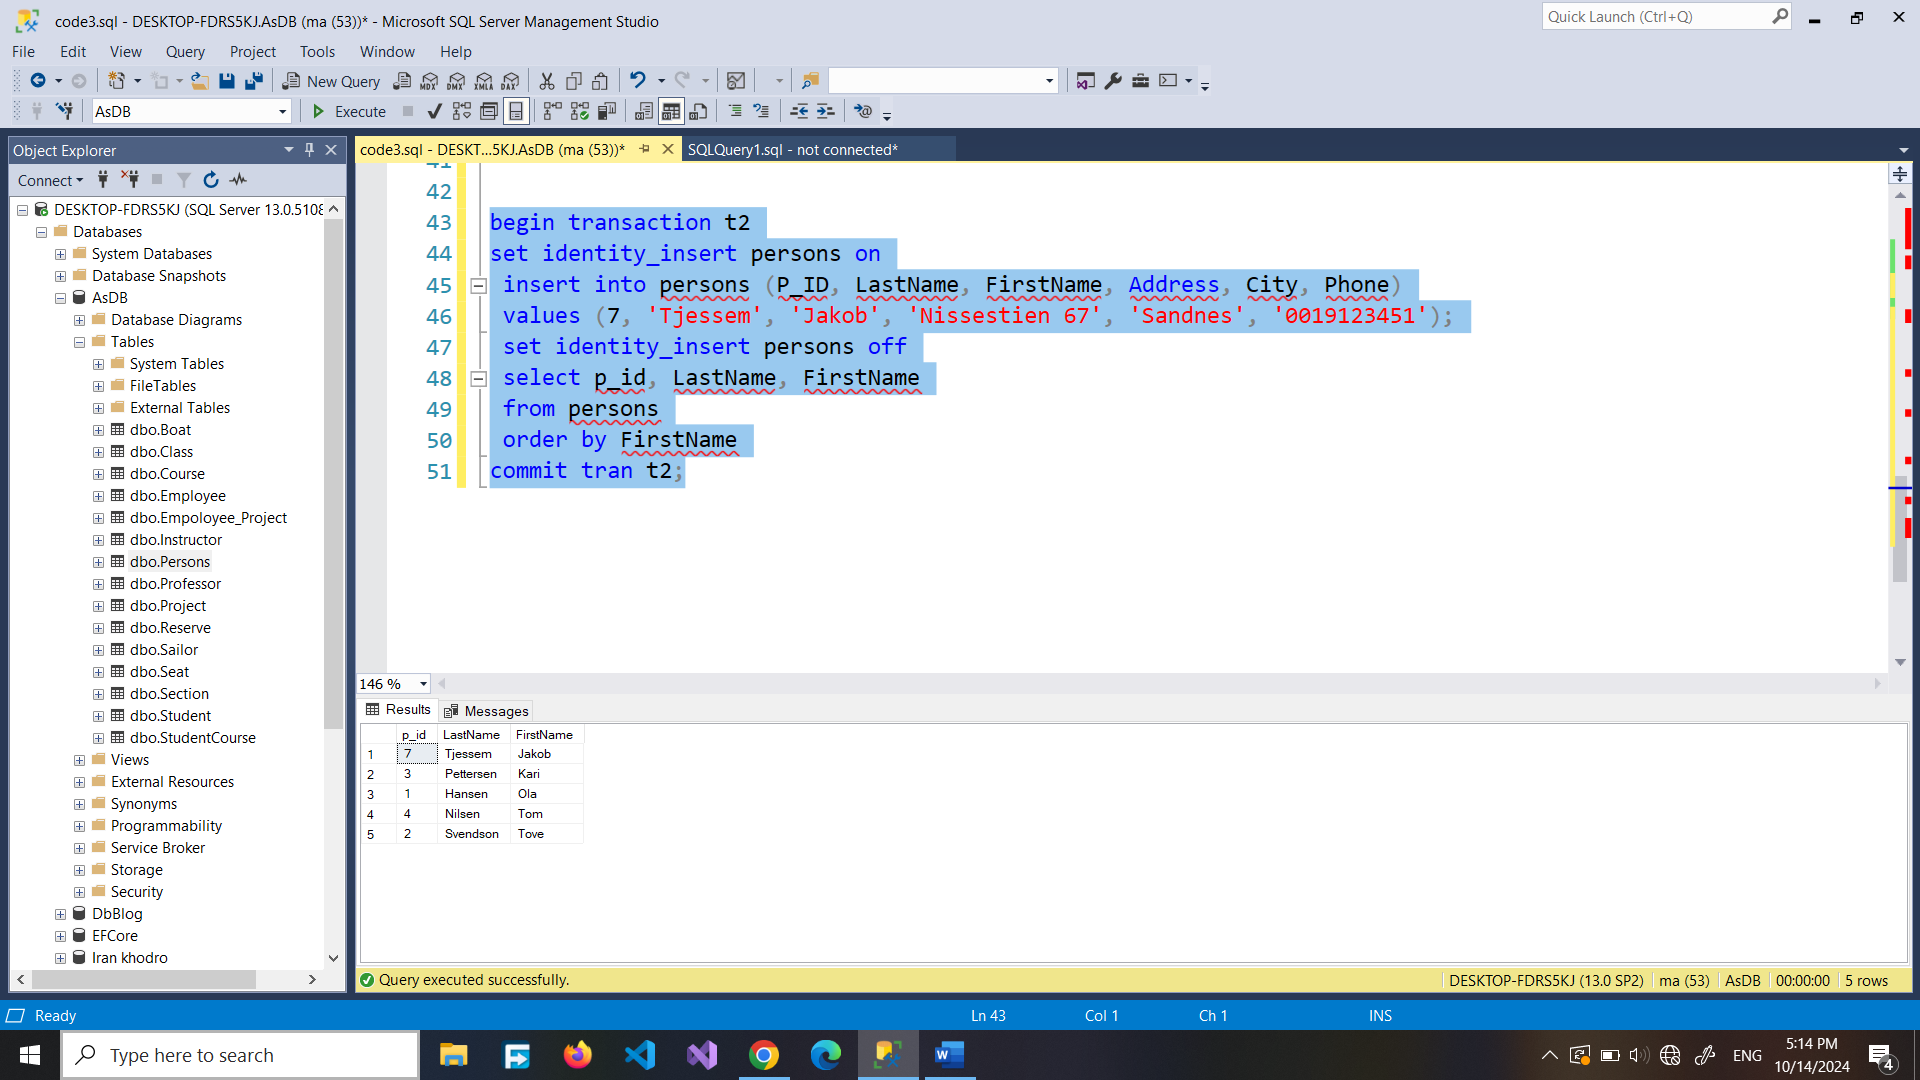 code3.sql - DESKTOP-FDRS5KJ.AsDB (ma (53))* - Microsoft SQL Server Management Studio
Quick Launch (Ctrl+Q)
File Edit View Query Project Tools Window Help
New Query MDX DMX XMLA DAX
AsDB Execute
Object Explorer
Connect
DESKTOP-FDRS5KJ (SQL Server 13.0.5108
Databases
System Databases
Database Snapshots
AsDB
Database Diagrams
Tables
System Tables
FileTables
External Tables
dbo.Boat
dbo.Class
dbo.Course
dbo.Employee
dbo.Empoloyee_Project
dbo.Instructor
dbo.Persons
dbo.Professor
dbo.Project
dbo.Reserve
dbo.Sailor
dbo.Seat
dbo.Section
dbo.Student
dbo.StudentCourse
Views
External Resources
Synonyms
Programmability
Service Broker
Storage
Security
DbBlog
EFCore
Iran khodro
code3.sql - DESKT...5KJ.AsDB (ma (53))* SQLQuery1.sql - not connected*
42
43 begin transaction t2
44 set identity_insert persons on
45 insert into persons (P_ID, LastName, FirstName, Address, City, Phone)
46 values (7, 'Tjessem', 'Jakob', 'Nissestien 67', 'Sandnes', '0019123451');
47 set identity_insert persons off
48 select p_id, LastName, FirstName
49 from persons
50 order by FirstName
51 commit tran t2;
146 %
Results Messages
p_id LastName FirstName
1 7 Tjessem Jakob
2 3 Pettersen Kari
3 1 Hansen Ola
4 4 Nilsen Tom
5 2 Svendson Tove
Query executed successfully. DESKTOP-FDRS5KJ (13.0 SP2) ma (53) AsDB 00:00:00 5 rows
Ready Ln 43 Col 1 Ch 1 INS
Type here to search
ENG
5:14 PM
10/14/2024
4